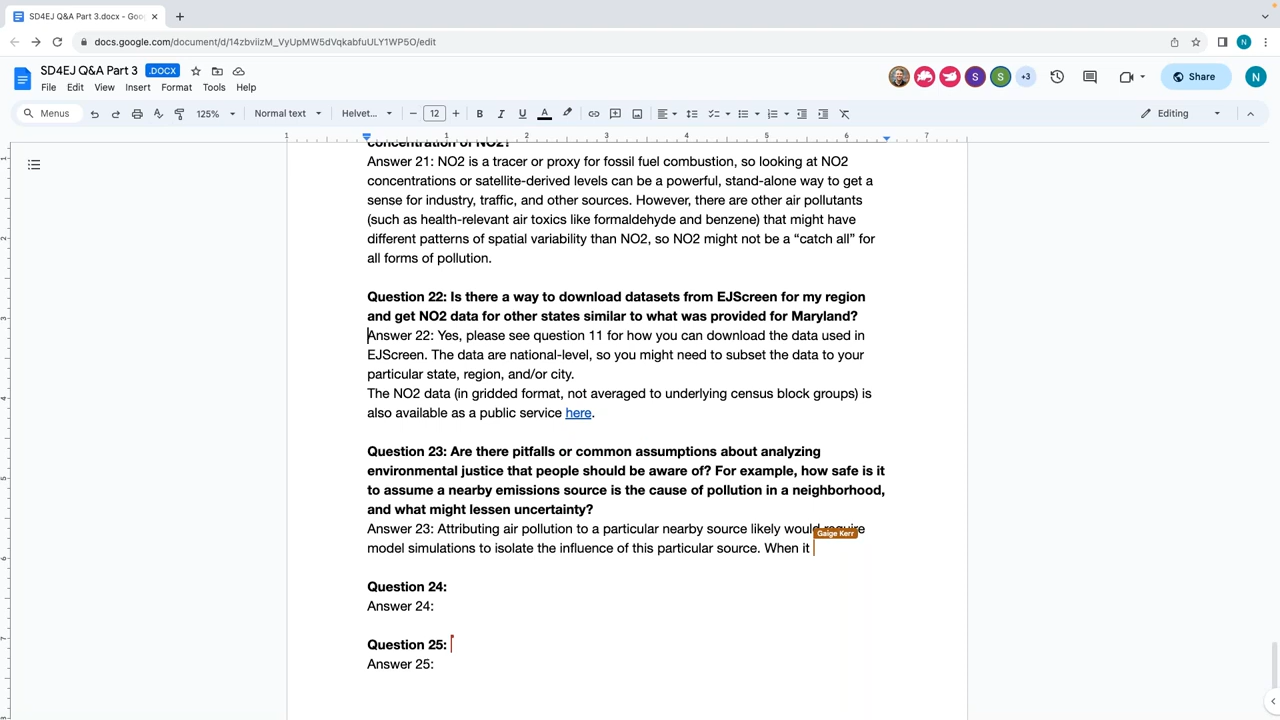 SD4EJ Q&A Part 3.docx - Goo
docs.google.com/document/d/14zbviizM_VyUpMW5dVqkabfuULY1WP5O/edit
N
SD4EJ Q&A Part 3 .DOCX
File Edit View Insert Format Tools Help
S S +3 Share N
Menus 125% Normal text Helvet... 12 B I U A Editing
1 1 2 3 4 5 6 7
Answer 21: NO2 is a tracer or proxy for fossil fuel combustion, so looking at NO2
concentrations or satellite-derived levels can be a powerful, stand-alone way to get a
sense for industry, traffic, and other sources. However, there are other air pollutants
(such as health-relevant air toxics like formaldehyde and benzene) that might have
different patterns of spatial variability than NO2, so NO2 might not be a “catch all” for
all forms of pollution.
Question 22: Is there a way to download datasets from EJScreen for my region
and get NO2 data for other states similar to what was provided for Maryland?
Answer 22: Yes, please see question 11 for how you can download the data used in
EJScreen. The data are national-level, so you might need to subset the data to your
particular state, region, and/or city.
The NO2 data (in gridded format, not averaged to underlying census block groups) is
also available as a public service here.
Question 23: Are there pitfalls or common assumptions about analyzing
environmental justice that people should be aware of? For example, how safe is it
to assume a nearby emissions source is the cause of pollution in a neighborhood,
and what might lessen uncertainty?
Answer 23: Attributing air pollution to a particular nearby source likely would require
Gaige Kerr
model simulations to isolate the influence of this particular source. When it
Question 24:
Answer 24:
Question 25:
Answer 25: